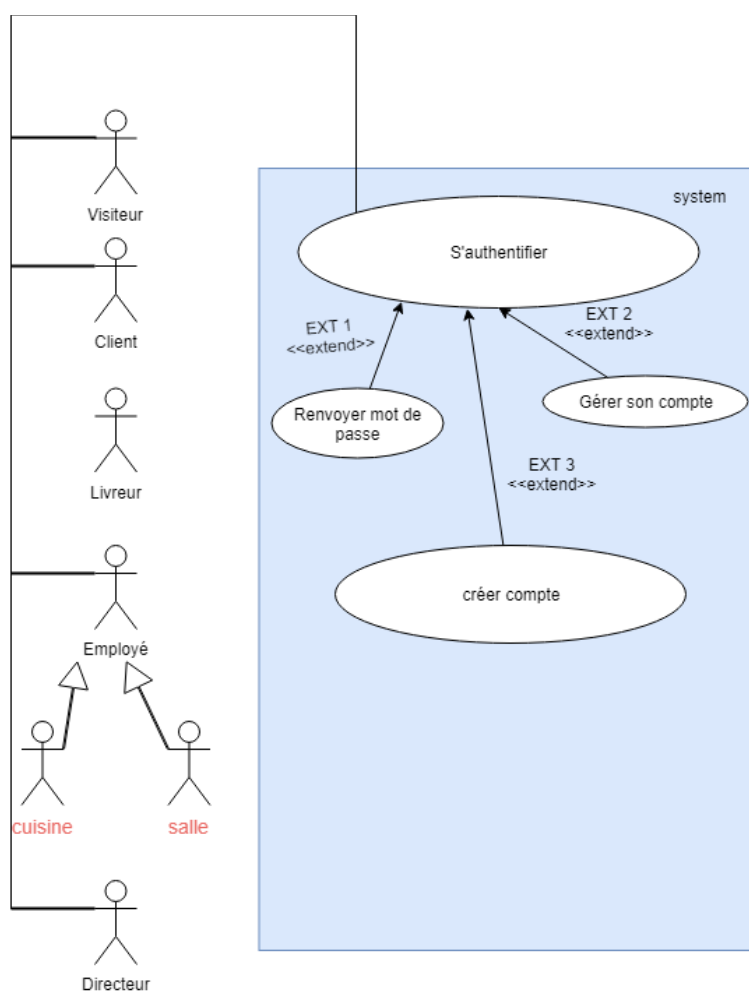 Visiteur
system
S'authentifier
Client
EXT 1
<<extend>>
EXT 2
<<extend>>
Renvoyer mot de
passe
Gérer son compte
Livreur
EXT 3
<<extend>>
créer compte
Employé
cuisine
salle
Directeur